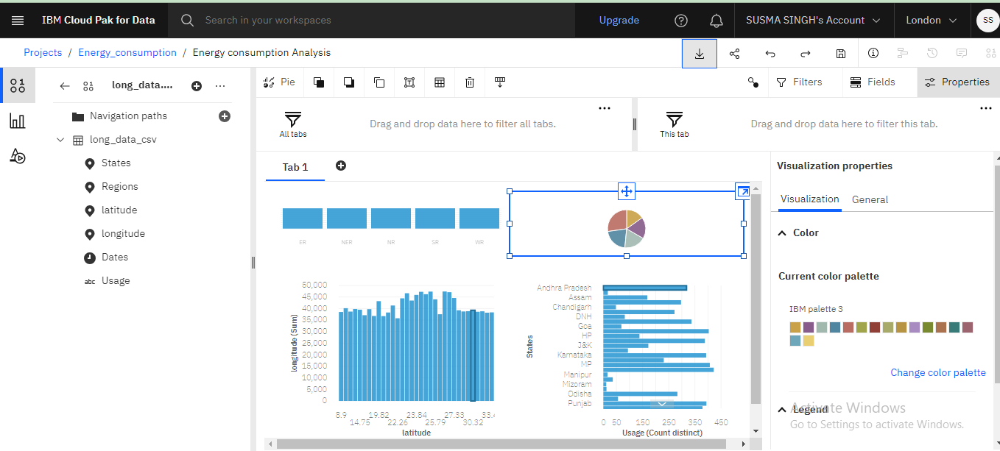 IBM Cloud Pak for Data
Search in your workspaces
Upgrade
SUSMA SINGH's Account
London
SS
Projects / Energy_consumption / Energy consumption Analysis
long_data....
Navigation paths
long_data_csv
States
Regions
latitude
longitude
Dates
abc Usage
Pie
Filters
Fields
Properties
All tabs
Drag and drop data here to filter all tabs.
This tab
Drag and drop data here to filter this tab.
Tab 1
ER
NER
NR
SR
WR
longitude (Sum)
50,000
45,000
40,000
35,000
30,000
25,000
20,000
15,000
10,000
5,000
0
8.9 19.82 23.84 27.33 33.4
14.75 22.26 25.79 30.32
latitude
States
Andhra Pradesh
Assam
Chandigarh
DNH
Goa
HP
J&K
Karnataka
MP
Manipur
Mizoram
Odisha
Punjab
0 50 150 250 350 450
Usage (Count distinct)
Visualization properties
Visualization
General
Color
Current color palette
IBM palette 3
Change color palette
Legend
Activate Windows
Go to Settings to activate Windows.